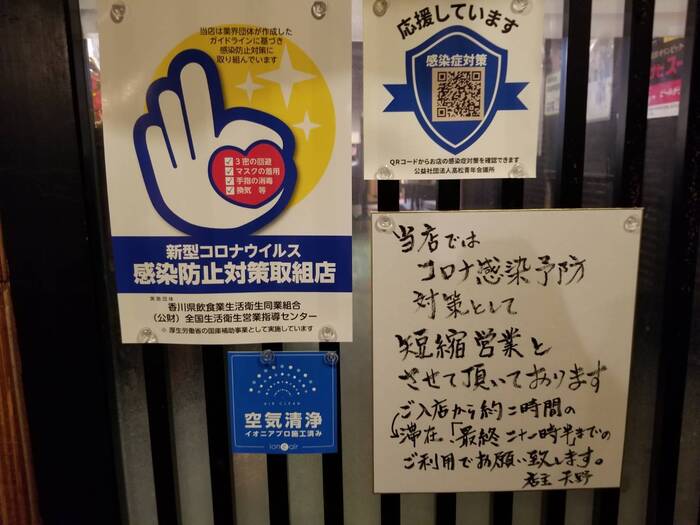 当店は業界団体が作成した
ガイドラインに基づき
感染防止対策に
取り組んでいます
3密の回避
マスクの着用
手指の消毒
換気 等
新型コロナウイルス
感染防止対策取組店
実施団体
香川県飲食業生活衛生同業組合
(公財)全国生活衛生営業指導センター
※ 厚生労働省の国庫補助事業として実施しています
応援しています
感染症対策
QRコードからお店の感染症対策を確認できます
公益社団法人高松青年会議所
AIR CLEAN
空気清浄
イオニアプロ施工済み
ion e air
当店では
コロナ感染予防
対策として
短縮営業と
させて頂いております
ご入店から約二時間の
滞在、「最終二十一時半までの
ご利用でお願い致します。
店主 天野